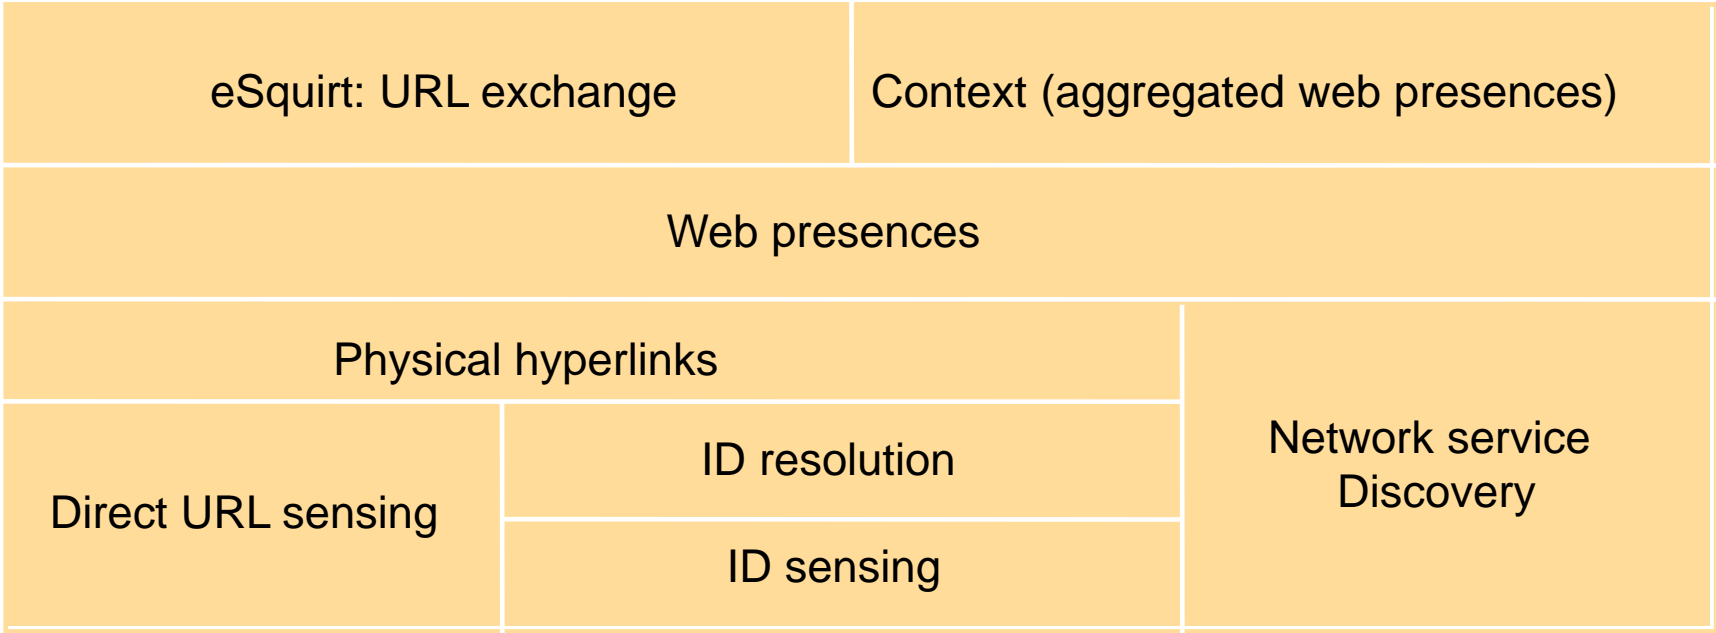 eSquirt: URL exchange
Context (aggregated web presences)
Web presences
Physical hyperlinks
Direct URL sensing
ID resolution
ID sensing
Network service
Discovery